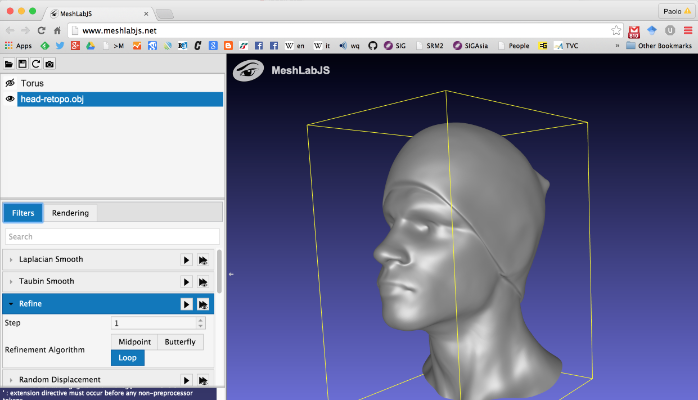 MeshLabJS
Paolo
www.meshlabjs.net
Apps
>M
C
W en
W it
wq
SIG
SRM2
SIGAsia
People
TVC
»
Other Bookmarks
MeshLabJS
Torus
head-retopo.obj
Filters
Rendering
Search
Laplacian Smooth
Taubin Smooth
Refine
Step
1
Refinement Algorithm
Midpoint
Butterfly
Loop
Random Displacement
' : extension directive must occur before any non-preprocessor